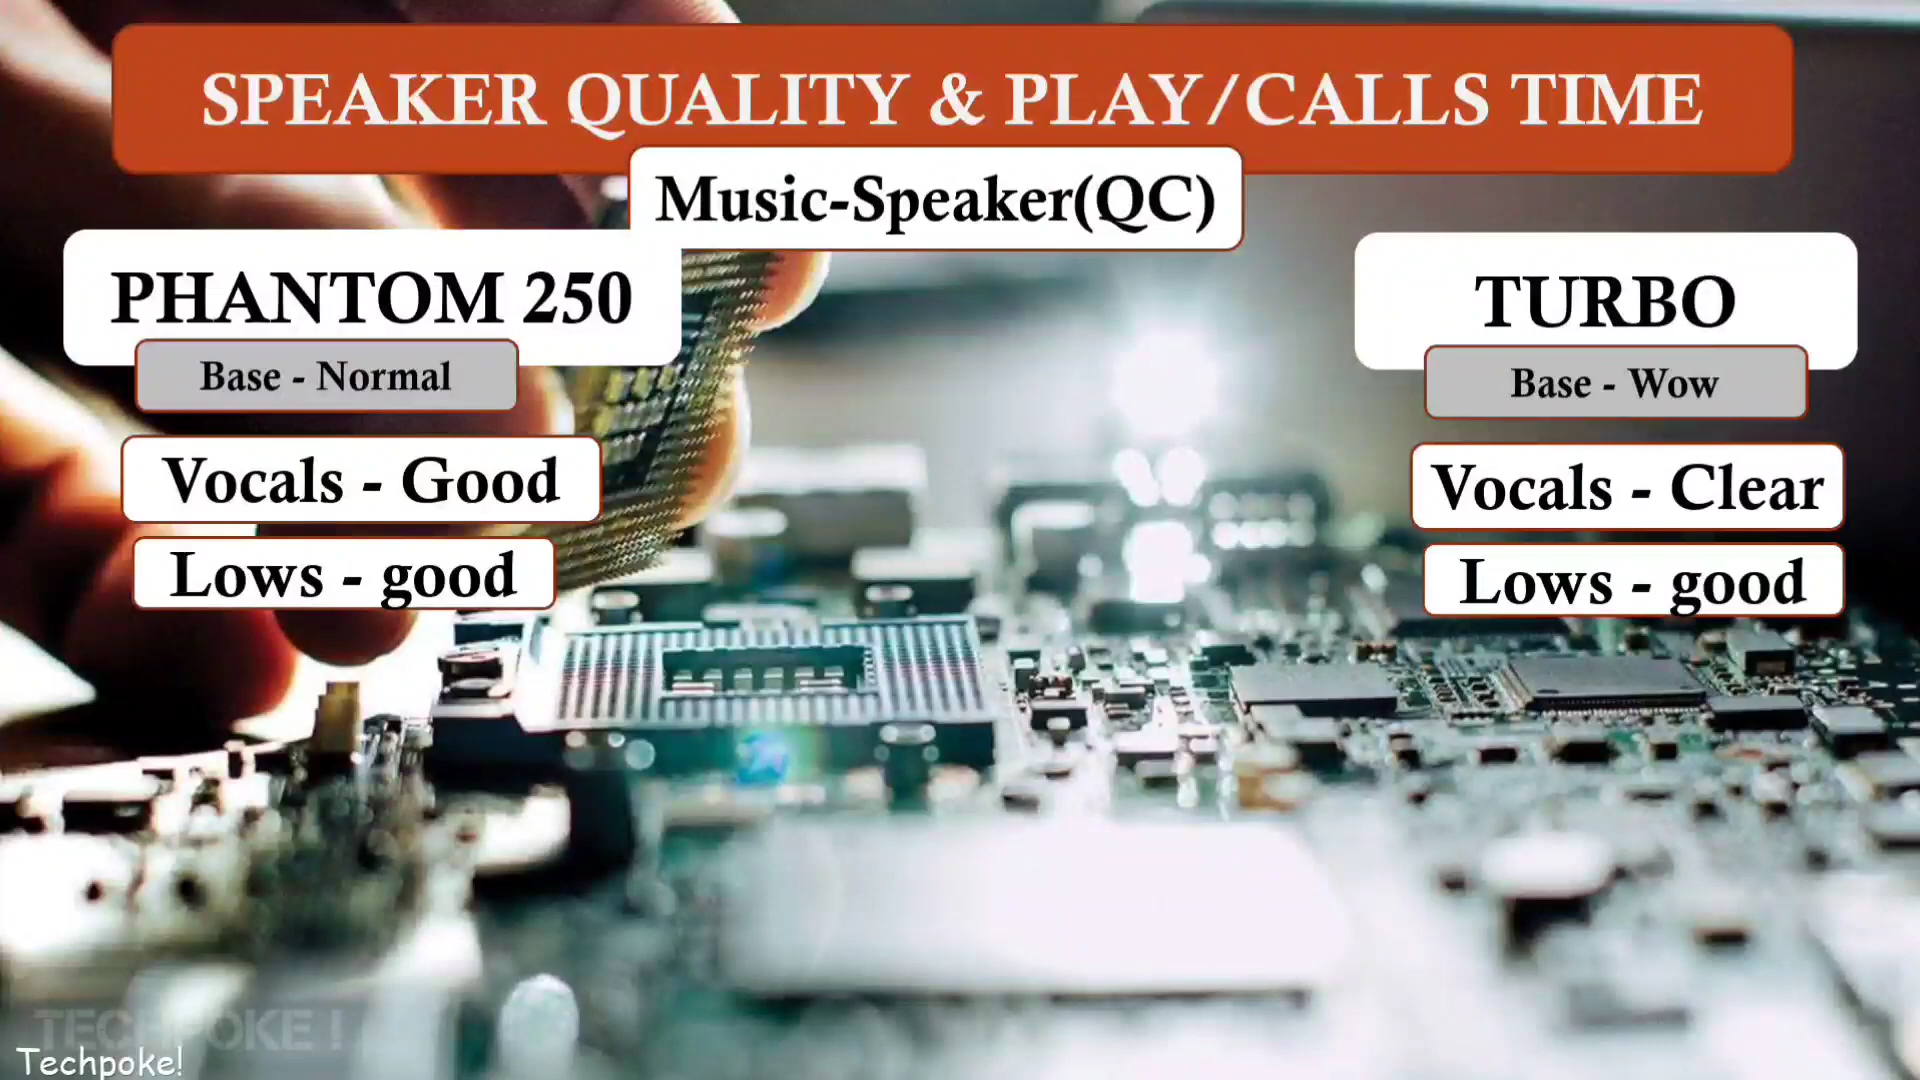 SPEAKER QUALITY & PLAY/CALLS TIME
Music-Speaker(QC)
PHANTOM 250
Base - Normal
Vocals - Good
Lows - good
TURBO
Base - Wow
Vocals - Clear
Lows - good
TECHPOKE !
Techpoke!